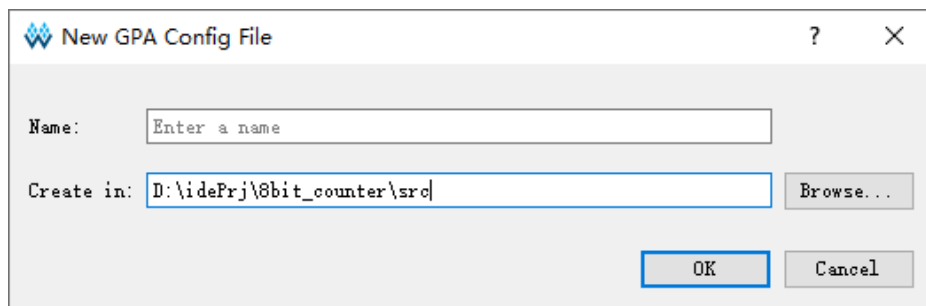 New GPA Config File
Name: Enter a name
Create in: D:\idePrj\8bit_counter\src Browse...
OK Cancel